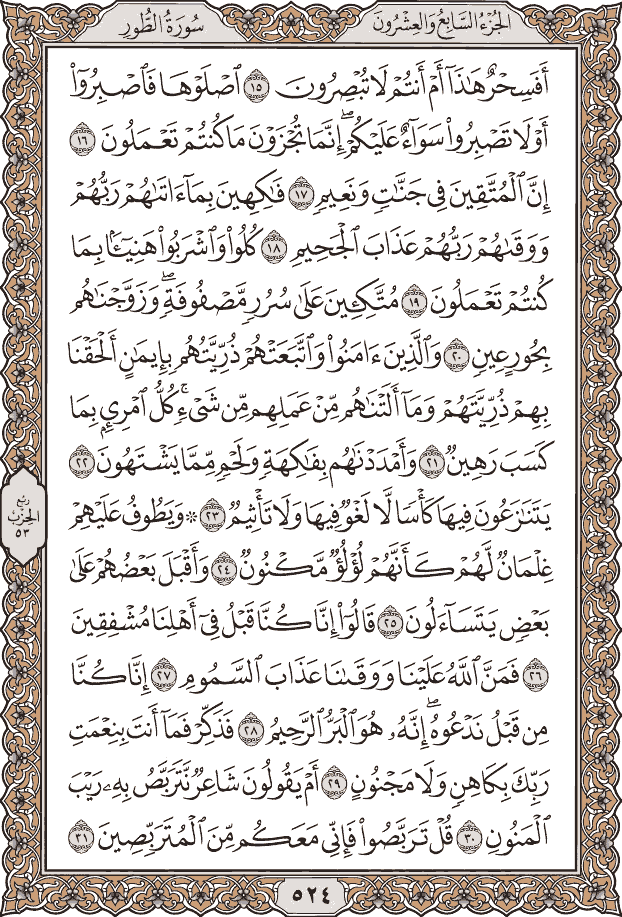 الجُزْءُ السَّابِعُ وَالعِشْرُونَ
سُورَةُ الطُّورِ
أَفَسِحْرٌ هَٰذَآ أَمْ أَنتُمْ لَا تُبْصِرُونَ ١٥ ٱصْلَوْهَا فَٱصْبِرُوٓا۟
أَوْ لَا تَصْبِرُوا۟ سَوَآءٌ عَلَيْكُمْ ۖ إِنَّمَا تُجْزَوْنَ مَا كُنتُمْ تَعْمَلُونَ ١٦
إِنَّ ٱلْمُتَّقِينَ فِى جَنَّـٰتٍ وَنَعِيمٍ ١٧ فَـٰكِهِينَ بِمَآ ءَاتَىٰهُمْ رَبُّهُمْ
وَوَقَىٰهُمْ رَبُّهُمْ عَذَابَ ٱلْجَحِيمِ ١٨ كُلُوا۟ وَٱشْرَبُوا۟ هَنِيٓـًٔۢا بِمَا
كُنتُمْ تَعْمَلُونَ ١٩ مُتَّكِـِٔينَ عَلَىٰ سُرُرٍ مَّصْفُوفَةٍ ۖ وَزَوَّجْنَـٰهُم
بِحُورٍ عِينٍ ٢٠ وَٱلَّذِينَ ءَامَنُوا۟ وَٱتَّبَعَتْهُمْ ذُرِّيَّتُهُم بِإِيمَـٰنٍ أَلْحَقْنَا
بِهِمْ ذُرِّيَّتَهُمْ وَمَآ أَلَتْنَـٰهُم مِّنْ عَمَلِهِم مِّن شَىْءٍ ۚ كُلُّ ٱمْرِئٍۭ بِمَا
كَسَبَ رَهِينٌ ٢١ وَأَمْدَدْنَـٰهُم بِفَـٰكِهَةٍ وَلَحْمٍ مِّمَّا يَشْتَهُونَ ٢٢
يَتَنَـٰزَعُونَ فِيهَا كَأْسًا لَّا لَغْوٌ فِيهَا وَلَا تَأْثِيمٌ ٢٣ ۞ وَيَطُوفُ عَلَيْهِمْ
غِلْمَانٌ لَّهُمْ كَأَنَّهُمْ لُؤْلُؤٌ مَّكْنُونٌ ٢٤ وَأَقْبَلَ بَعْضُهُمْ عَلَىٰ
بَعْضٍ يَتَسَآءَلُونَ ٢٥ قَالُوٓا۟ إِنَّا كُنَّا قَبْلُ فِىٓ أَهْلِنَا مُشْفِقِينَ
٢٦ فَمَنَّ ٱللَّهُ عَلَيْنَا وَوَقَىٰنَا عَذَابَ ٱلسَّمُومِ ٢٧ إِنَّا كُنَّا
مِن قَبْلُ نَدْعُوهُ ۖ إِنَّهُۥ هُوَ ٱلْبَرُّ ٱلرَّحِيمُ ٢٨ فَذَكِّرْ فَمَآ أَنتَ بِنِعْمَتِ
رَبِّكَ بِكَاهِنٍ وَلَا مَجْنُونٍ ٢٩ أَمْ يَقُولُونَ شَاعِرٌ نَّتَرَبَّصُ بِهِۦ رَيْبَ
ٱلْمَنُونِ ٣٠ قُلْ تَرَبَّصُوا۟ فَإِنِّى مَعَكُم مِّنَ ٱلْمُتَرَبِّصِينَ ٣١
ربع
الحزب
٥٣
٥٢٤